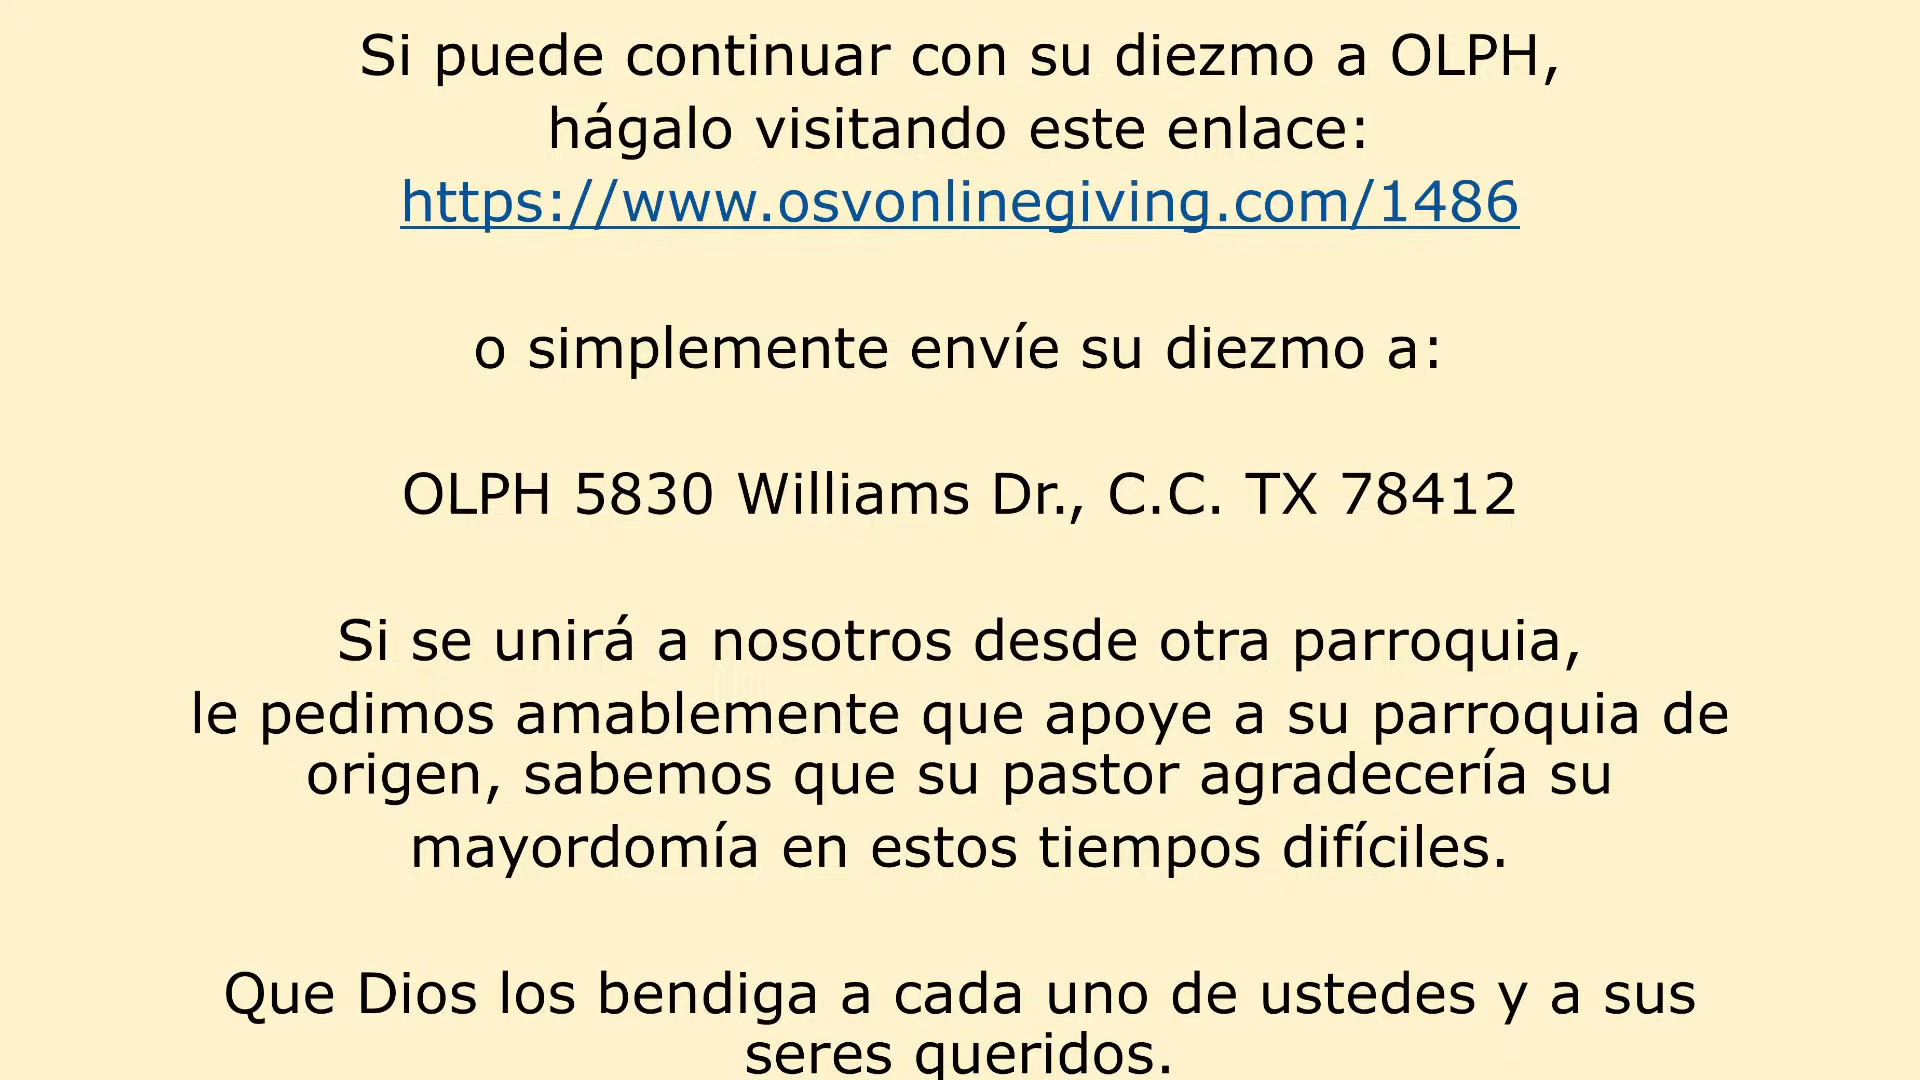 Si puede continuar con su diezmo a OLPH,
hágalo visitando este enlace:
https://www.osvonlinegiving.com/1486
o simplemente envíe su diezmo a:
OLPH 5830 Williams Dr., C.C. TX 78412
Si se unirá a nosotros desde otra parroquia,
le pedimos amablemente que apoye a su parroquia de
origen, sabemos que su pastor agradecería su
mayordomía en estos tiempos difíciles.
Que Dios los bendiga a cada uno de ustedes y a sus
seres queridos.